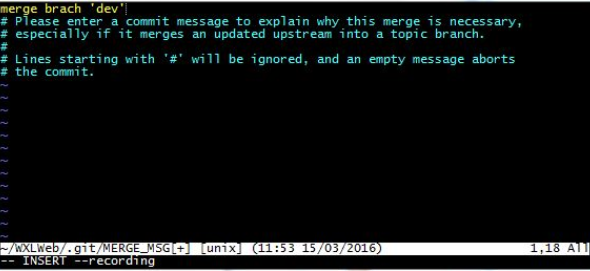 merge brach 'dev'
# Please enter a commit message to explain why this merge is necessary,
# especially if it merges an updated upstream into a topic branch.
#
# Lines starting with '#' will be ignored, and an empty message aborts
# the commit.
~
~
~
~
~
~
~
~
~
~
~
~
~
~/WXLWeb/.git/MERGE_MSG[+] [unix] (11:53 15/03/2016) 1,18 All
-- INSERT --recording